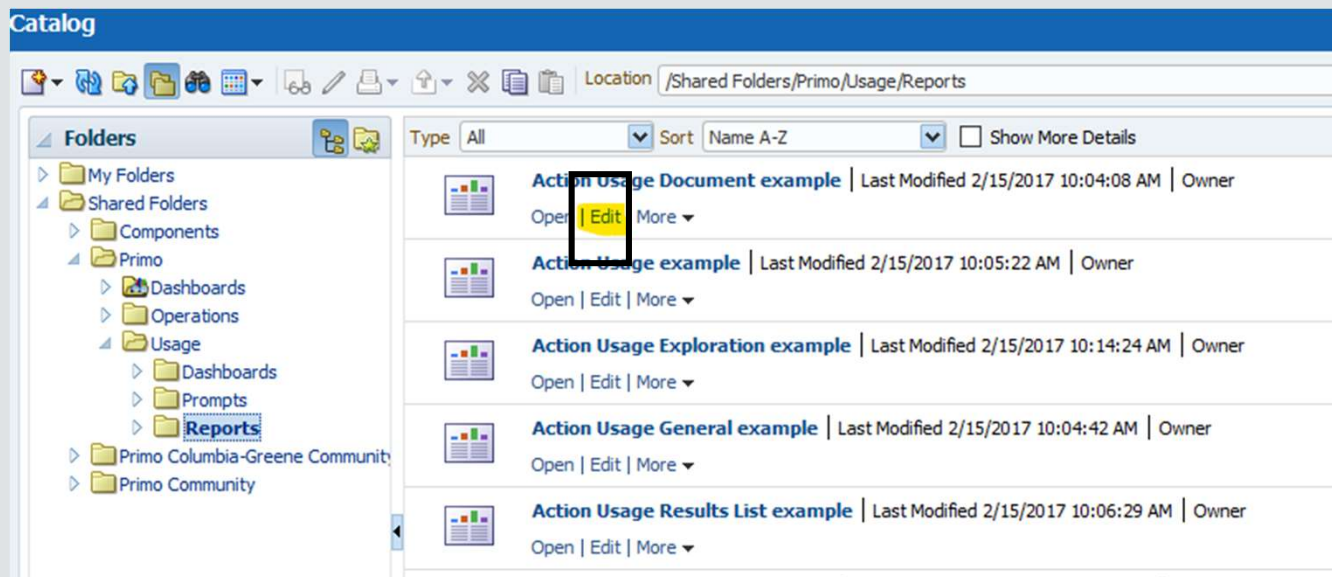 Catalog
Location /Shared Folders/Primo/Usage/Reports
Folders
My Folders
Shared Folders
Components
Primo
Dashboards
Operations
Usage
Dashboards
Prompts
Reports
Primo Columbia-Greene Communit
Primo Community
Type All Sort Name A-Z Show More Details
Action Usage Document example | Last Modified 2/15/2017 10:04:08 AM | Owner
Open | Edit More
Action Usage example | Last Modified 2/15/2017 10:05:22 AM | Owner
Open | Edit | More
Action Usage Exploration example | Last Modified 2/15/2017 10:14:24 AM | Owner
Open | Edit | More
Action Usage General example | Last Modified 2/15/2017 10:04:42 AM | Owner
Open | Edit | More
Action Usage Results List example | Last Modified 2/15/2017 10:06:29 AM | Owner
Open | Edit | More